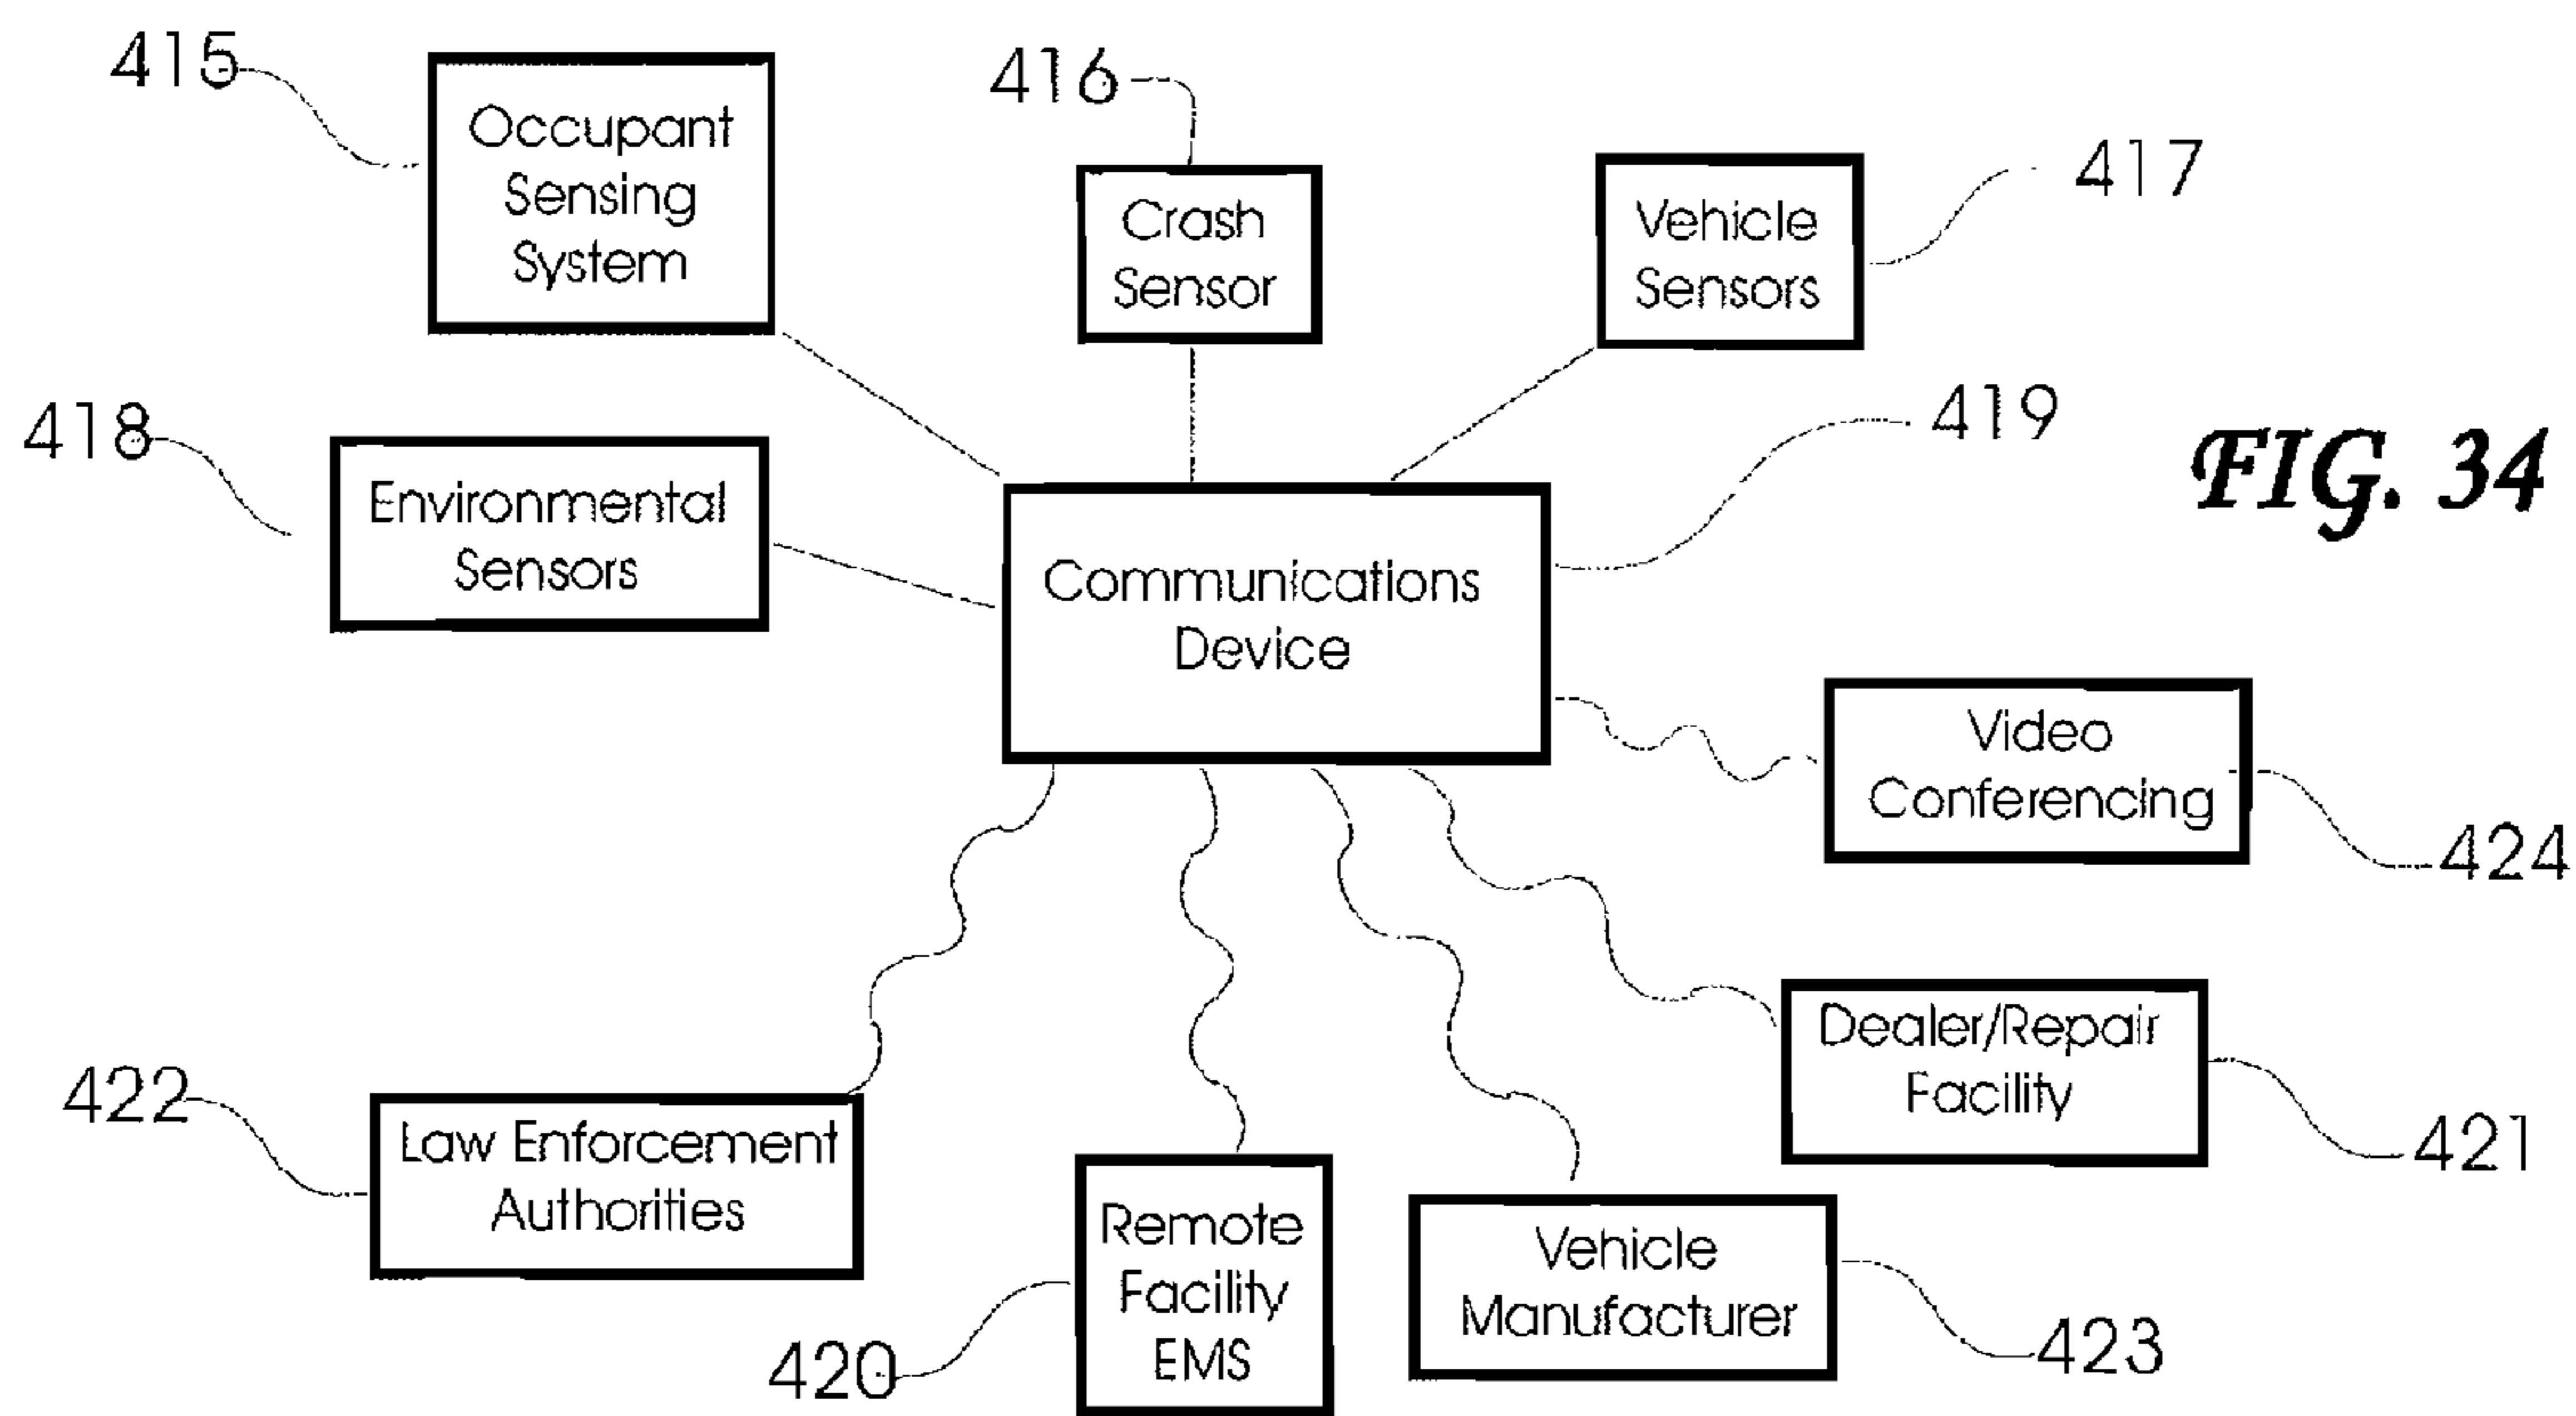 415
Occupant
Sensing
System
416
Crash
Sensor
Vehicle
Sensors
417
418
Environmental
Sensors
419
FIG. 34
Communications
Device
Video
Conferencing
424
Dealer/Repair
Facility
421
422
Law Enforcement
Authorities
Remote
Facility
EMS
420
Vehicle
Manufacturer
423